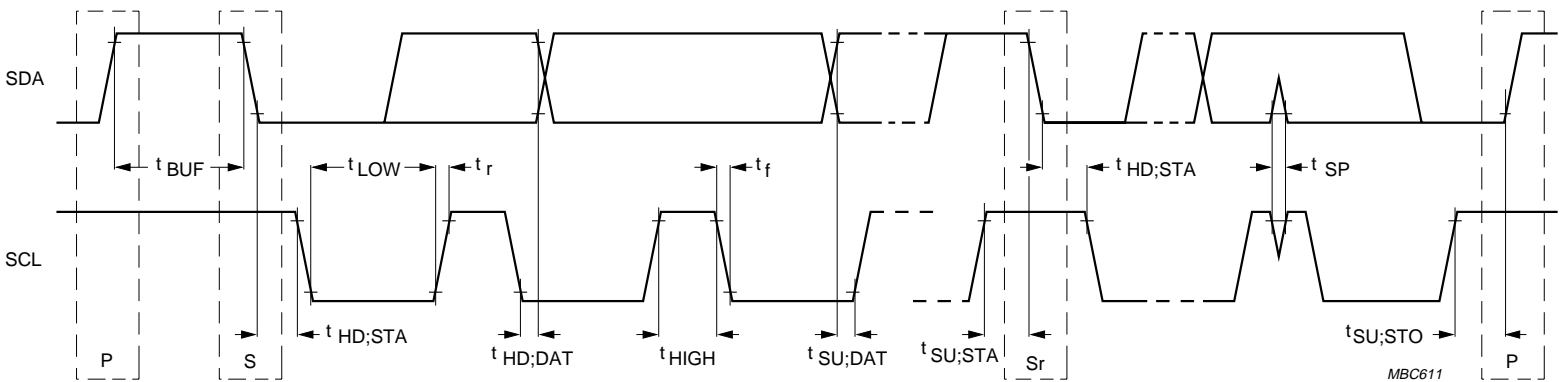 SDA
t BUF
t LOW
t r
t f
t HD;STA
t SP
SCL
t HD;STA
t HD;DAT
t HIGH
t SU;DAT
t SU;STA
t SU;STO
P
S
Sr
P
MBC611